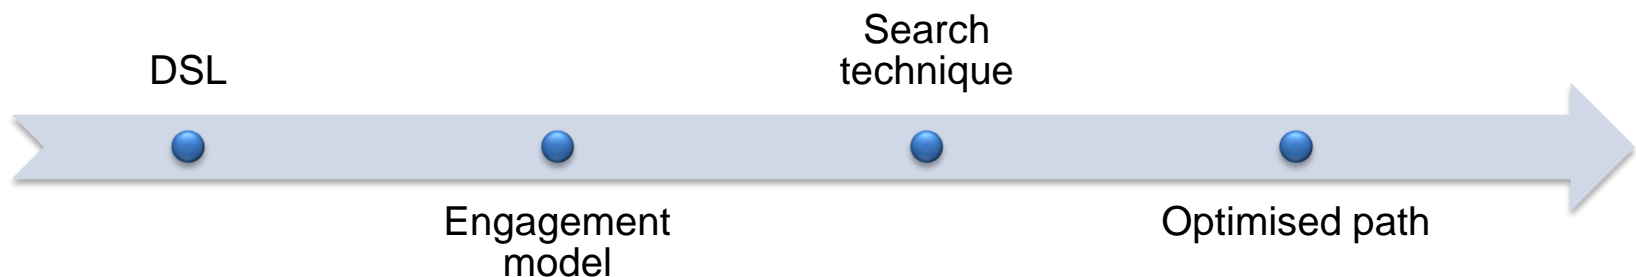 DSL
Engagement
model
Search
technique
Optimised path